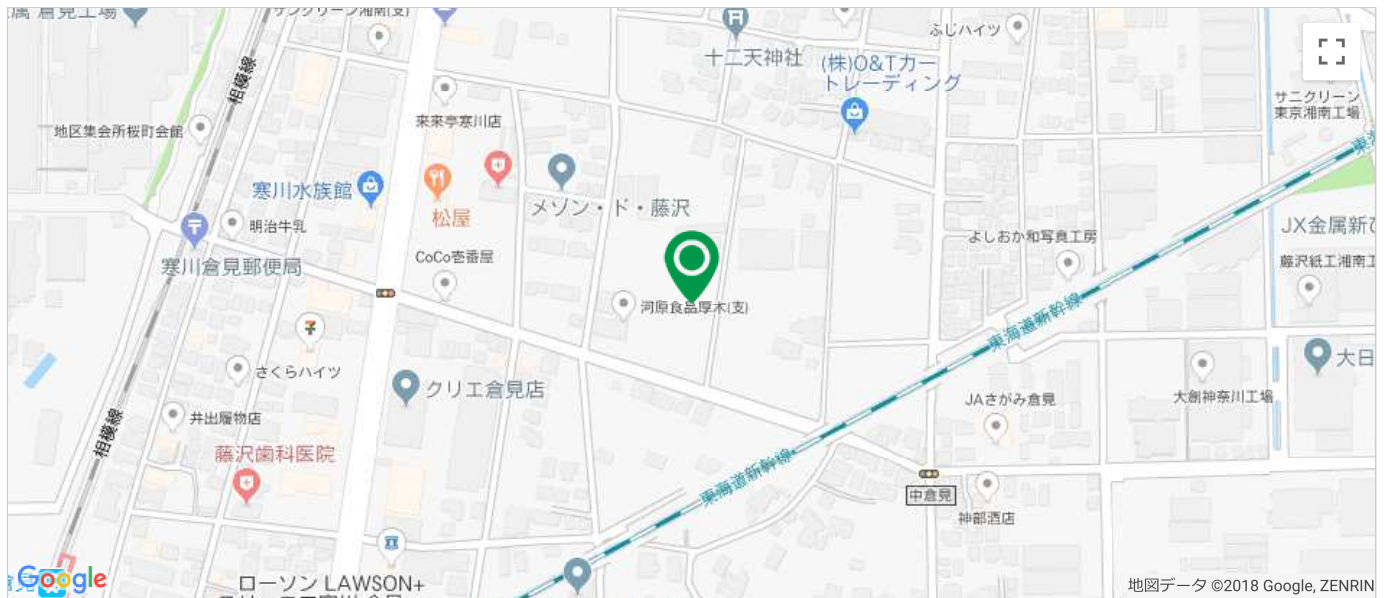 属 倉見工場
サンクリーン湘南(支)
相模線
地区集会所桜町会館
来来亭寒川店
十二天神社
(株)O&Tカー
トレーディング
ふじハイツ
サニクリーン
東京湘南工場
寒川水族館
松屋
メゾン・ド・藤沢
明治牛乳
寒川倉見郵便局
CoCo壱番屋
河原食品厚木(支)
よしおか和写真工房
JX金属新
藤沢紙工湘南工
東海道新幹線
さくらハイツ
クリエ倉見店
井出履物店
相模線
藤沢歯科医院
JAさがみ倉見
大創神奈川工場
大日
東海道新幹線
中倉見
神部酒店
ローソン LAWSON+
Google
地図データ ©2018 Google, ZENRIN